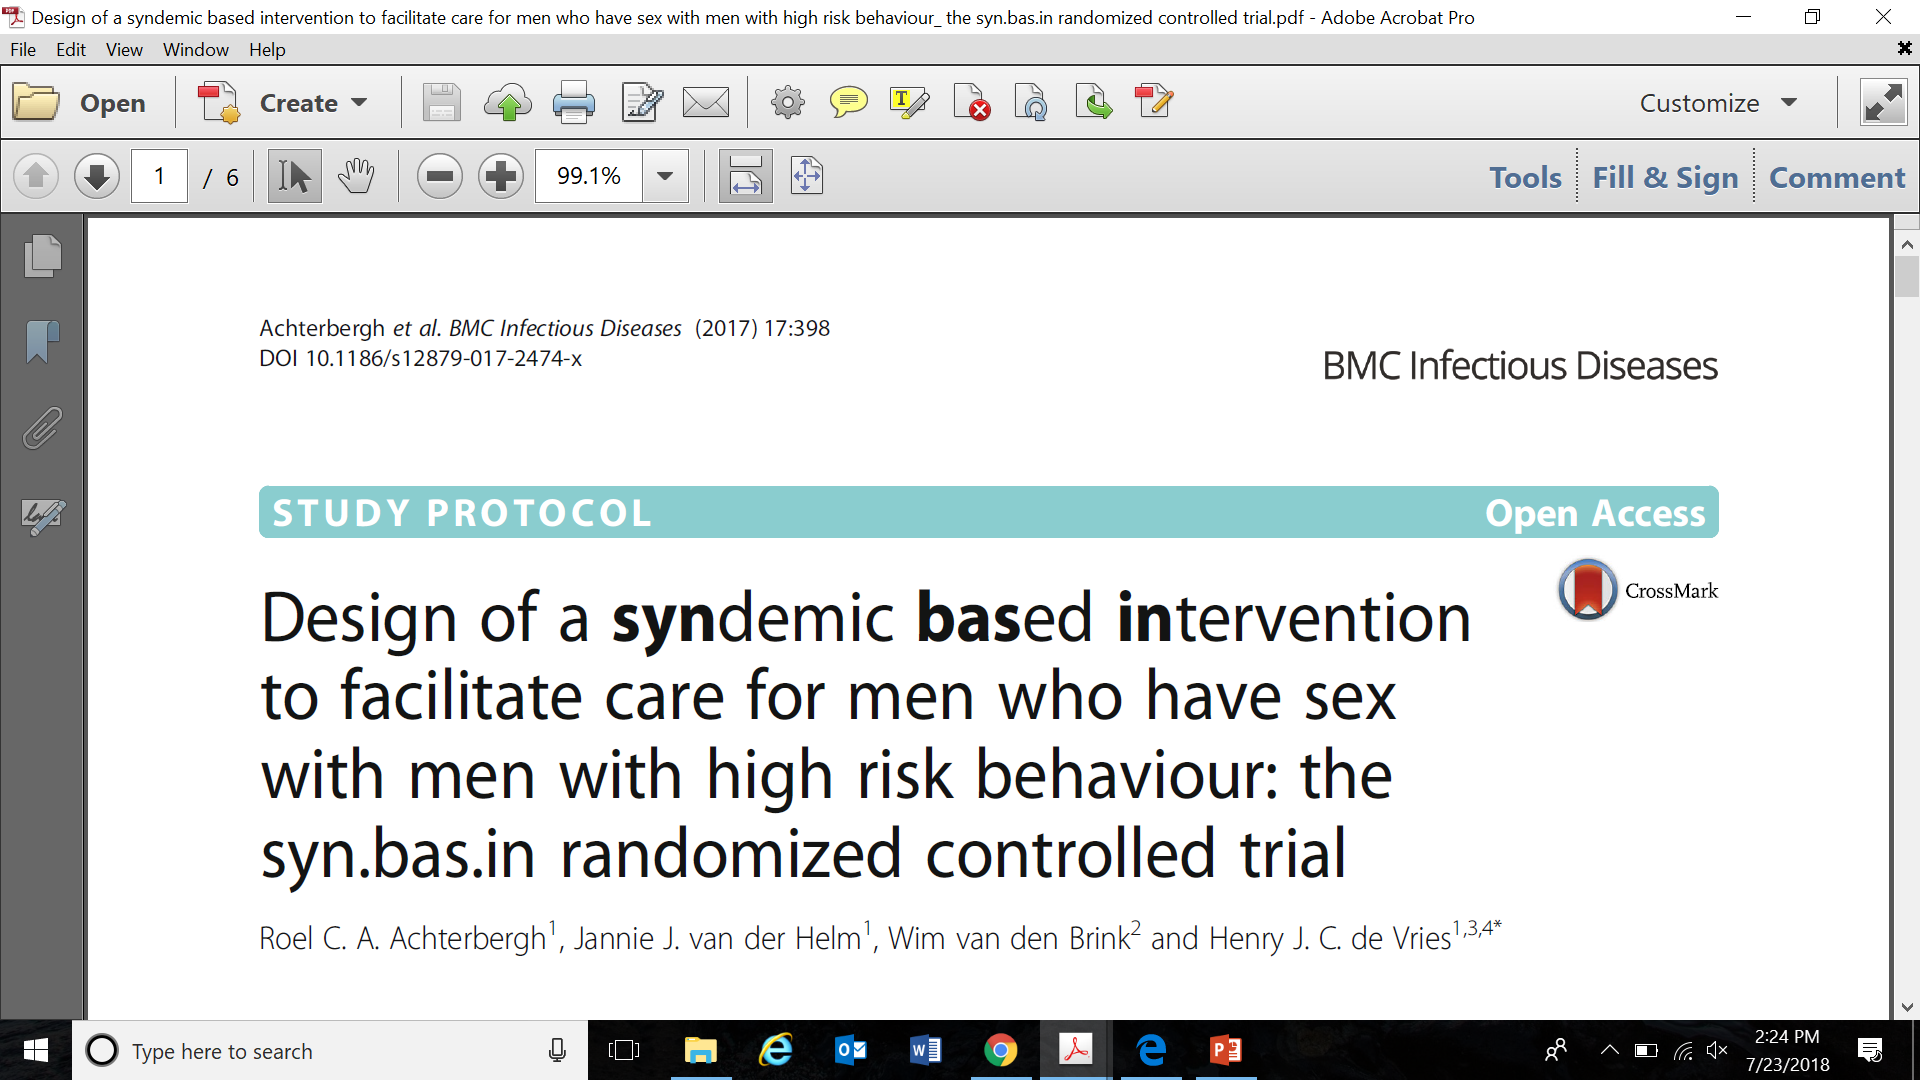 Design of a syndemic based intervention to facilitate care for men who have sex with men with high risk behaviour_ the syn.bas.in randomized controlled trial.pdf - Adobe Acrobat Pro
File Edit View Window Help
Open Create Customize
1 / 6 99.1% Tools Fill & Sign Comment
Achterbergh et al. BMC Infectious Diseases (2017) 17:398
DOI 10.1186/s12879-017-2474-x
BMC Infectious Diseases
STUDY PROTOCOL Open Access
CrossMark
Design of a syndemic based intervention
to facilitate care for men who have sex
with men with high risk behaviour: the
syn.bas.in randomized controlled trial
Roel C. A. Achterbergh1, Jannie J. van der Helm1, Wim van den Brink2 and Henry J. C. de Vries1,3,4*
Type here to search
2:24 PM
7/23/2018